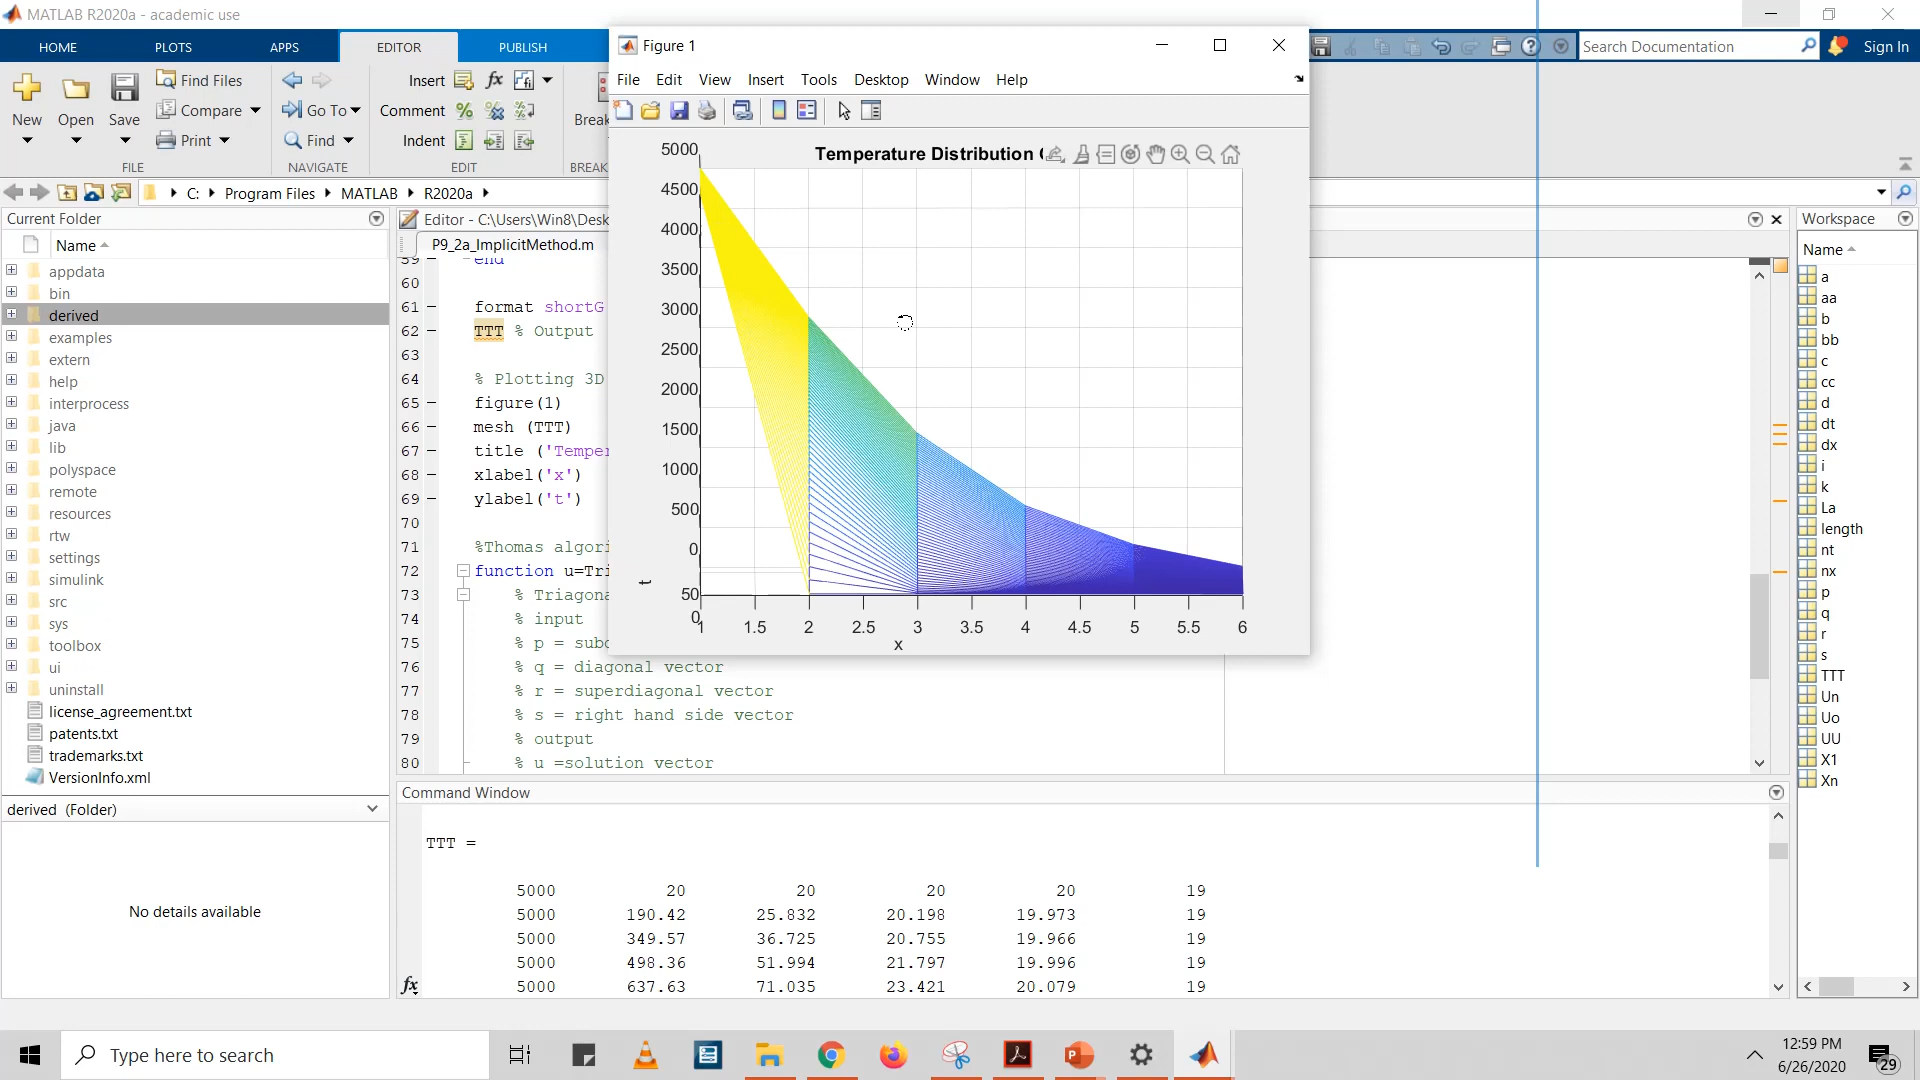 MATLAB R2020a - academic use
HOME
PLOTS
APPS
EDITOR
PUBLISH
Search Documentation
Sign In
New
Open
Save
Find Files
Compare
Print
FILE
Go To
Find
NAVIGATE
Insert
fx
Comment
Indent
EDIT
Break
BREAK
C:
Program Files
MATLAB
R2020a
Current Folder
Name
appdata
bin
derived
examples
extern
help
interprocess
java
lib
polyspace
remote
resources
rtw
settings
simulink
src
sys
toolbox
ui
uninstall
license_agreement.txt
patents.txt
trademarks.txt
VersionInfo.xml
derived (Folder)
No details available
Editor - C:\Users\Win8\Desk
P9_2a_ImplicitMethod.m
59 end
60
61 format shortG
62 TTT % Output
63
64 % Plotting 3D
65 figure(1)
66 mesh (TTT)
67 title ('Temper
68 xlabel('x')
69 ylabel('t')
70
71 %Thomas algori
72 function u=Tri
73 % Triagona
74 % input
75 % p = subd
76 % q = diagonal vector
77 % r = superdiagonal vector
78 % s = right hand side vector
79 % output
80 % u =solution vector
Figure 1
File Edit View Insert Tools Desktop Window Help
Temperature Distribution
5000
4500
4000
3500
3000
2500
2000
1500
1000
500
0
t
50
0
1 1.5 2 2.5 3 3.5 4 4.5 5 5.5 6
x
Command Window
TTT =
5000 20 20 20 20 19
5000 190.42 25.832 20.198 19.973 19
5000 349.57 36.725 20.755 19.966 19
5000 498.36 51.994 21.797 19.996 19
5000 637.63 71.035 23.421 20.079 19
fx
Workspace
Name
a
aa
b
bb
c
cc
d
dt
dx
i
k
La
length
nt
nx
p
q
r
s
TTT
Un
Uo
UU
X1
Xn
Type here to search
12:59 PM
6/26/2020
29